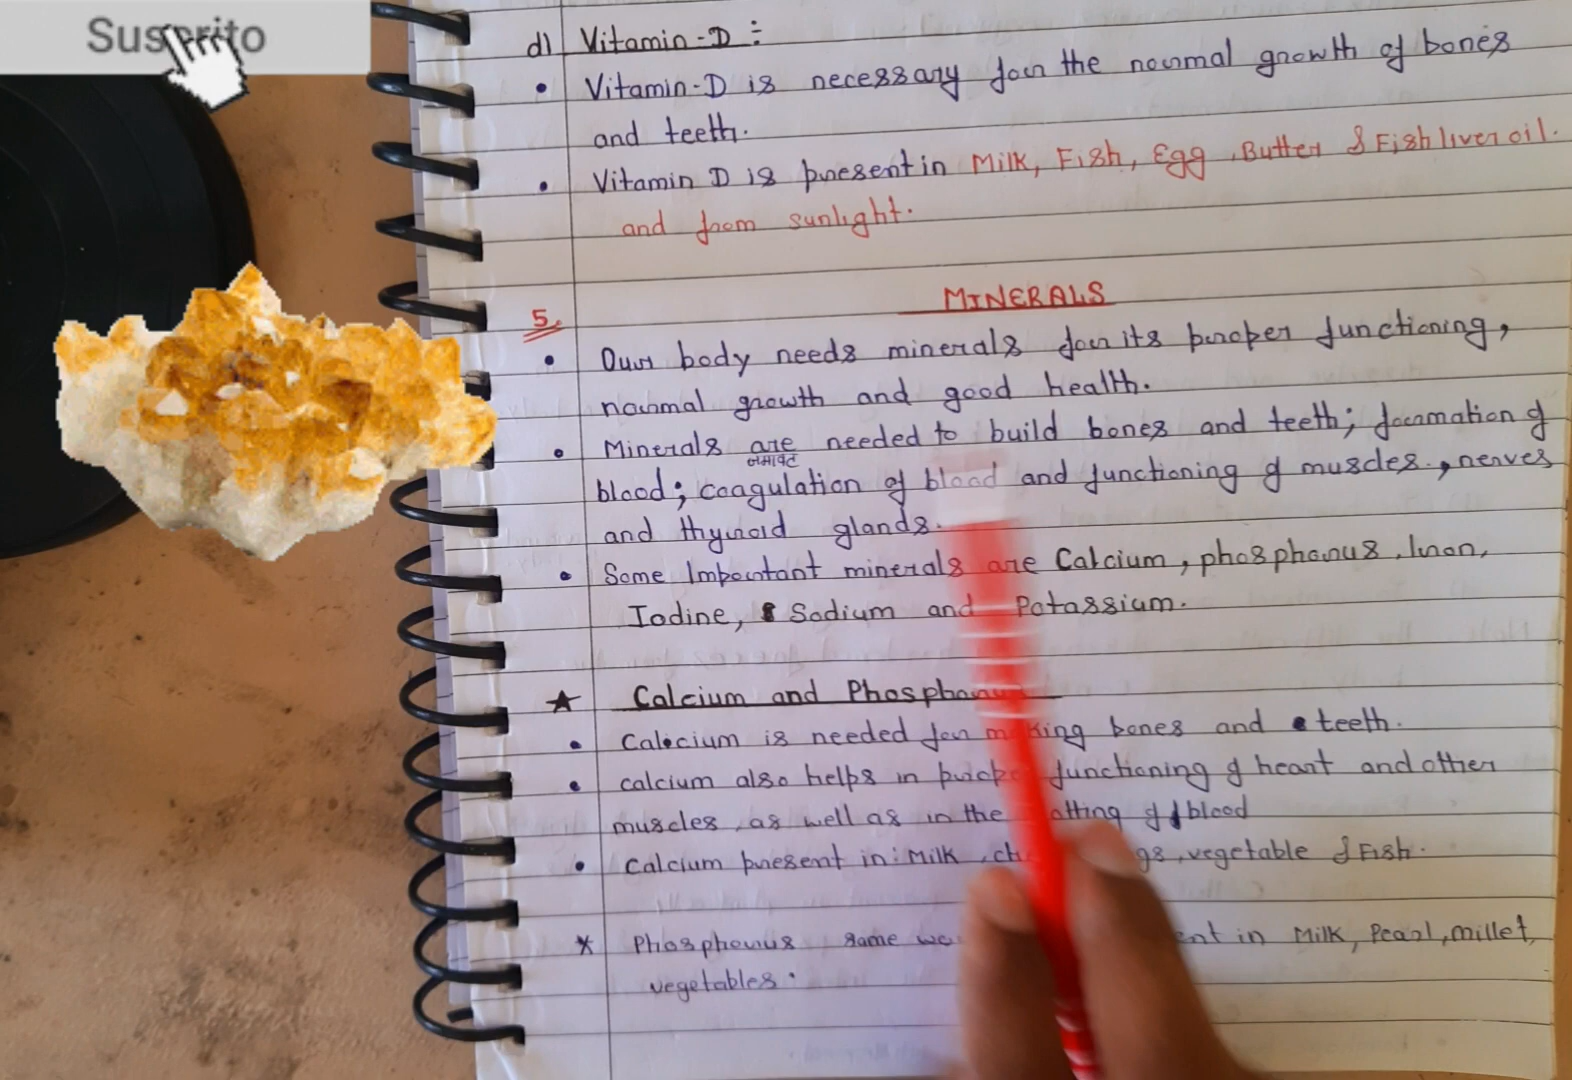 Suscrito
d) Vitamin-D :
• Vitamin-D is necessary for the normal growth of bones
and teeth.
• Vitamin D is present in Milk, Fish, Egg, Butter & Fish liver oil.
and from sunlight.
MINERALS
5.
• Our body needs minerals for its proper functioning,
normal growth and good health.
• Minerals are needed to build bones and teeth; formation of
जमावट
blood; coagulation of blood and functioning of muscles, nerves
and thyroid glands.
• Some Important minerals are Calcium, phosphorus, Iron,
Iodine, Sodium and Potassium.
★ Calcium and Phosphorus
• Calcium is needed for making bones and teeth.
• calcium also helps in functioning of heart and other
muscles, as well as in the of blood
• Calcium present in: Milk, vegetable & Fish.
* Phosphorus same in Milk, Pearl, millet,
vegetables.